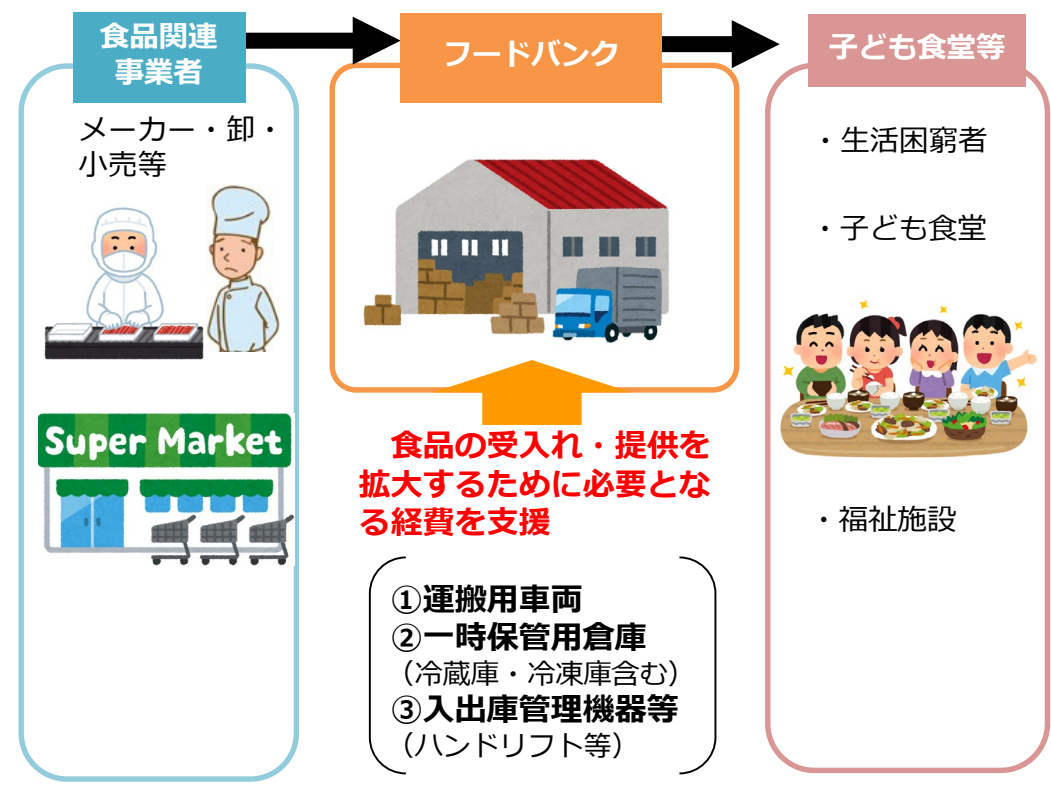 食品関連
事業者
フードバンク
子ども食堂等
メーカー・卸・
小売等
Super Market
食品の受入れ・提供を
拡大するために必要とな
る経費を支援
①運搬用車両
②一時保管用倉庫
（冷蔵庫・冷凍庫含む）
③入出庫管理機器等
（ハンドリフト等）
・生活困窮者
・子ども食堂
・福祉施設